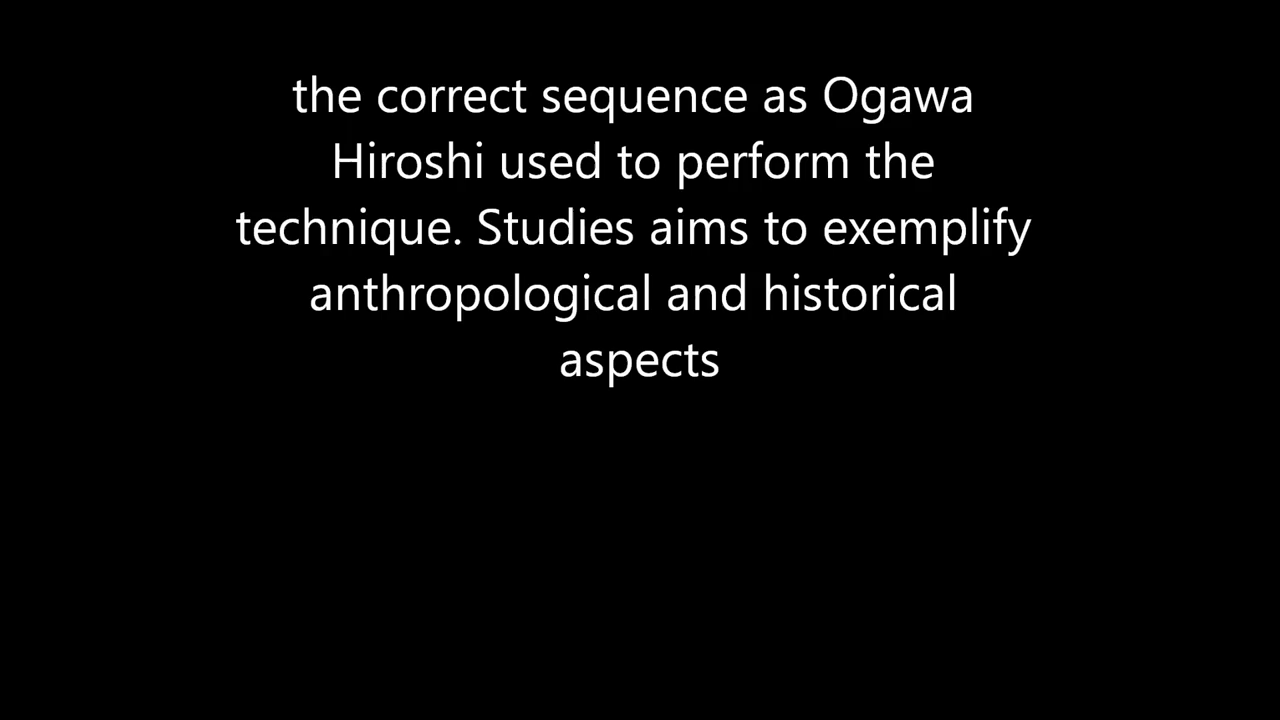 the correct sequence as Ogawa
Hiroshi used to perform the
technique. Studies aims to exemplify
anthropological and historical
aspects